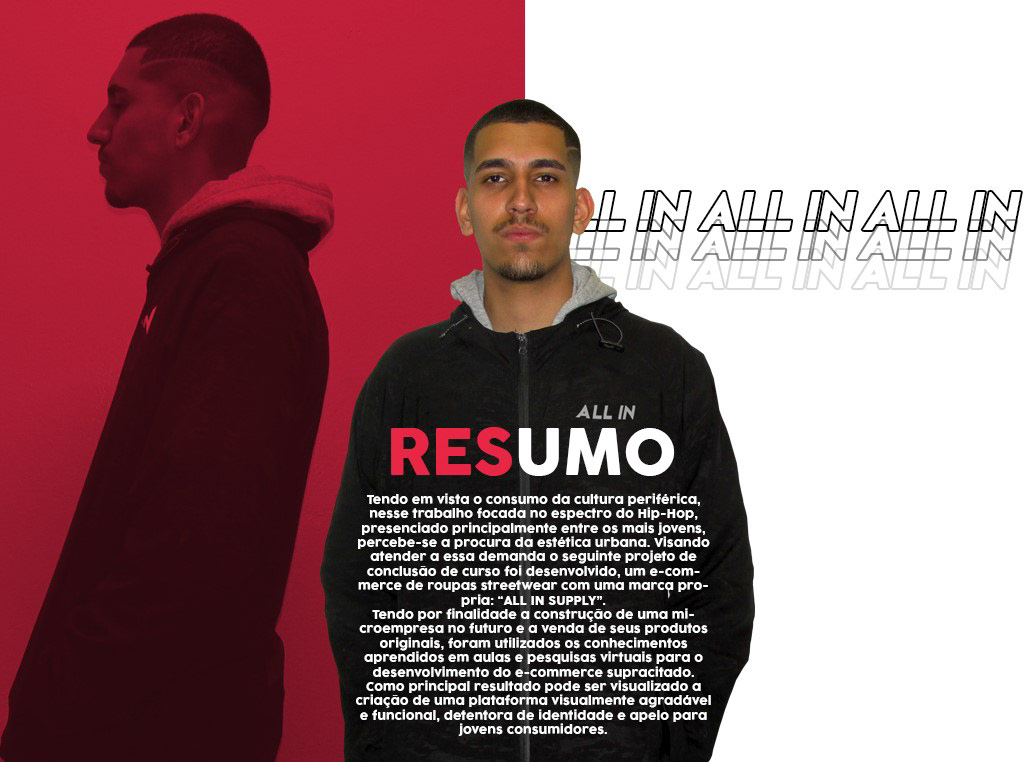 ALL IN ALL IN ALL IN
ALL IN ALL IN ALL IN
ALL IN
RESUMO
Tendo em vista o consumo da cultura periférica,
nesse trabalho focada no espectro do Hip-Hop,
presenciado principalmente entre os mais jovens,
percebe-se a procura da estética urbana. Visando
atender a essa demanda o seguinte projeto de
conclusão de curso foi desenvolvido, um e-com-
merce de roupas streetwear com uma marca pro-
pria: “ALL IN SUPPLY”.
Tendo por finalidade a construção de uma mi-
croempresa no futuro e a venda de seus produtos
originais, foram utilizados os conhecimentos
aprendidos em aulas e pesquisas virtuais para o
desenvolvimento do e-commerce supracitado.
Como principal resultado pode ser visualizado a
criação de uma plataforma visualmente agradável
e funcional, detentora de identidade e apelo para
jovens consumidores.